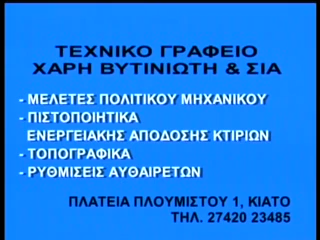 ΤΕΧΝΙΚΟ ΓΡΑΦΕΙΟ
ΧΑΡΗ ΒΥΤΙΝΙΩΤΗ & ΣΙΑ
- ΜΕΛΕΤΕΣ ΠΟΛΙΤΙΚΟΥ ΜΗΧΑΝΙΚΟΥ
- ΠΙΣΤΟΠΟΙΗΤΙΚΑ
ΕΝΕΡΓΕΙΑΚΗΣ ΑΠΟΔΟΣΗΣ ΚΤΙΡΙΩΝ
- ΤΟΠΟΓΡΑΦΙΚΑ
- ΡΥΘΜΙΣΕΙΣ ΑΥΘΑΙΡΕΤΩΝ
ΠΛΑΤΕΙΑ ΠΛΟΥΜΙΣΤΟΥ 1, ΚΙΑΤΟ
ΤΗΛ. 27420 23485